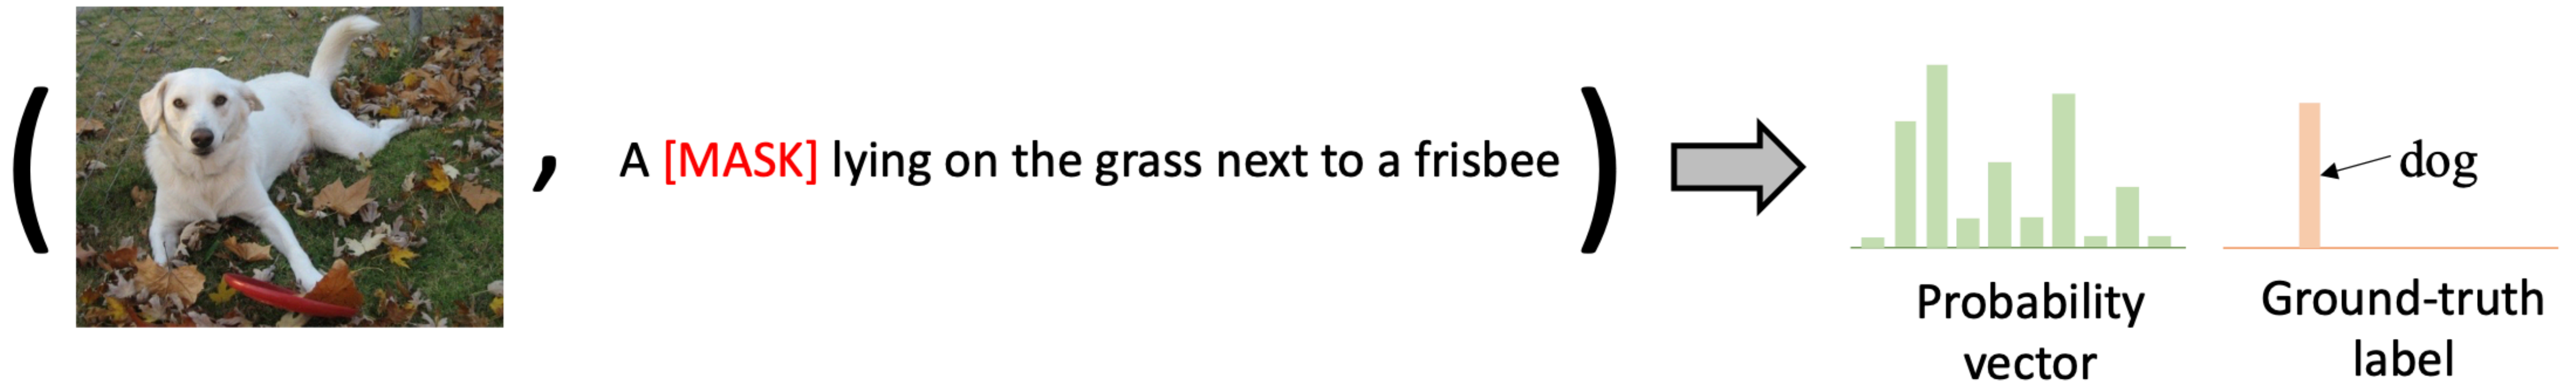 ( , A [MASK] lying on the grass next to a frisbee )
dog
Probability
vector
Ground-truth
label